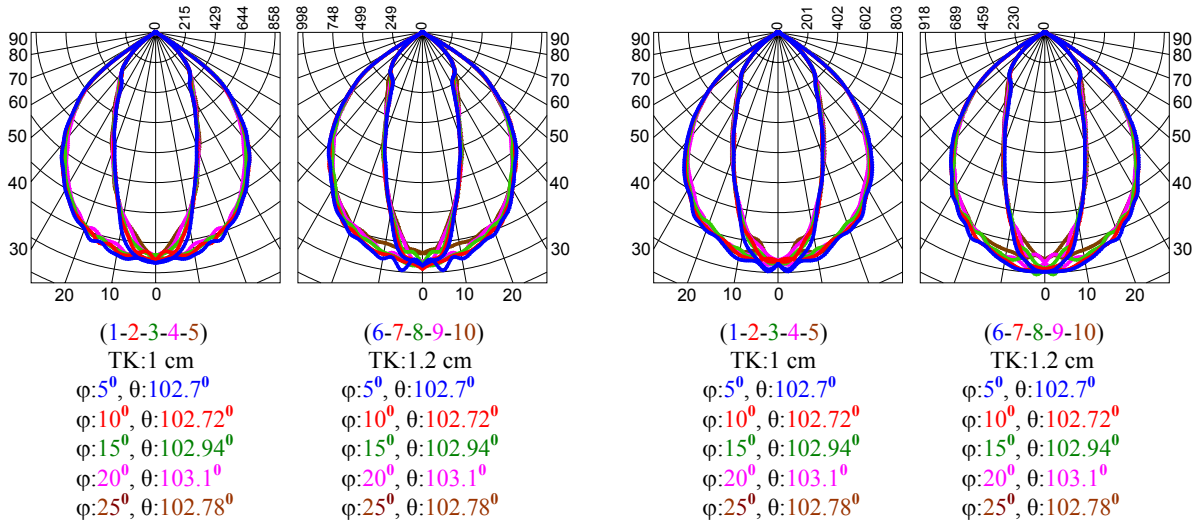 0 215 429 644 858
998 748 499 249 0
0 201 402 602 803
918 689 459 230 0
90 90 90 90
80 80 80 80
70 70 70 70
60 60 60 60
50 50 50 50
40 40 40 40
30 30 30 30
20 10 0
0 10 20
20 10 0
0 10 20
(1-2-3-4-5) (6-7-8-9-10) (1-2-3-4-5) (6-7-8-9-10)
TK:1 cm TK:1.2 cm TK:1 cm TK:1.2 cm
φ:5⁰, θ:102.7⁰ φ:5⁰, θ:102.7⁰ φ:5⁰, θ:102.7⁰ φ:5⁰, θ:102.7⁰
φ:10⁰, θ:102.72⁰ φ:10⁰, θ:102.72⁰ φ:10⁰, θ:102.72⁰ φ:10⁰, θ:102.72⁰
φ:15⁰, θ:102.94⁰ φ:15⁰, θ:102.94⁰ φ:15⁰, θ:102.94⁰ φ:15⁰, θ:102.94⁰
φ:20⁰, θ:103.1⁰ φ:20⁰, θ:103.1⁰ φ:20⁰, θ:103.1⁰ φ:20⁰, θ:103.1⁰
φ:25⁰, θ:102.78⁰ φ:25⁰, θ:102.78⁰ φ:25⁰, θ:102.78⁰ φ:25⁰, θ:102.78⁰